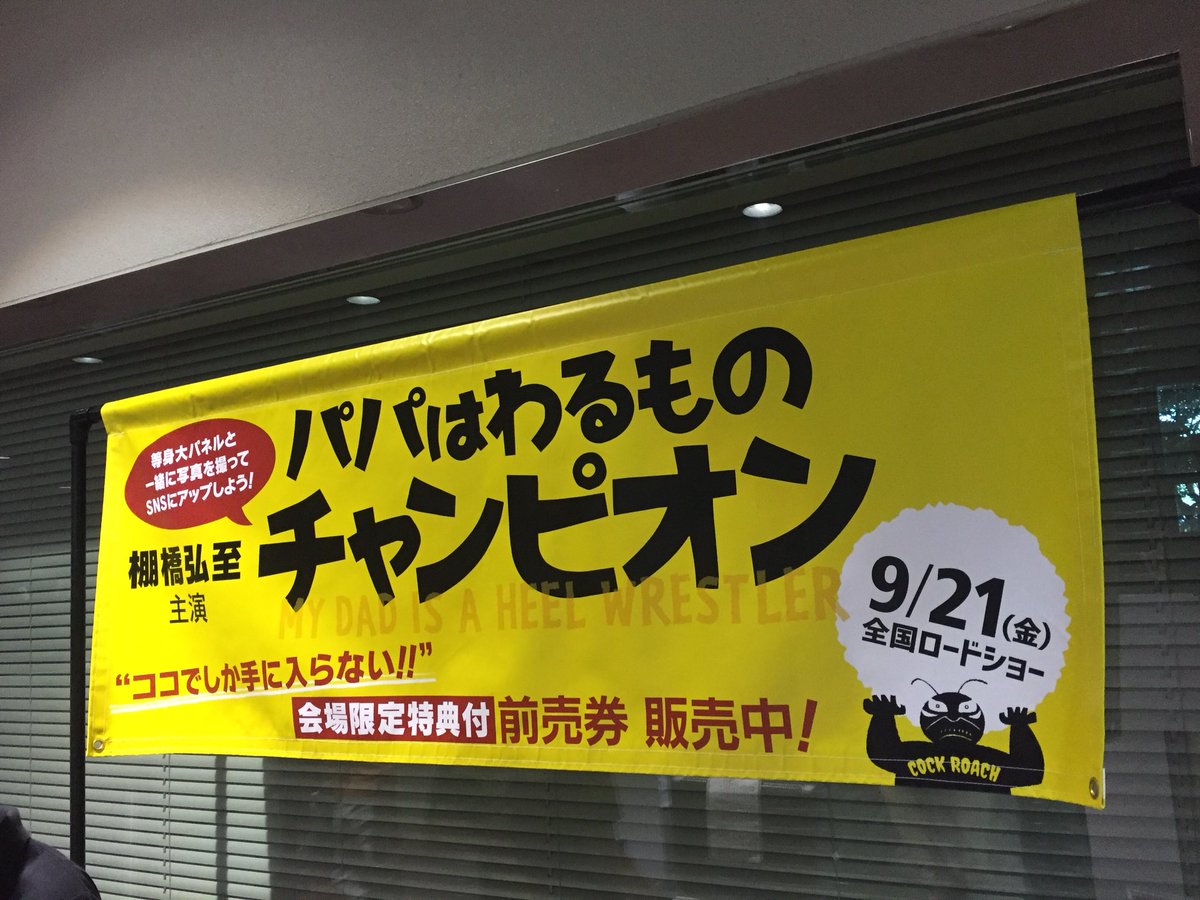 等身大パネルと
一緒に写真を撮って
SNSにアップしよう!
パパはわるもの
チャンピオン
MY DAD IS A HEEL WRESTLER
棚橋弘至
主演
“ココでしか手に入らない!!”
会場限定特典付 前売券 販売中!
9/21(金)
全国ロードショー
COCK ROACH